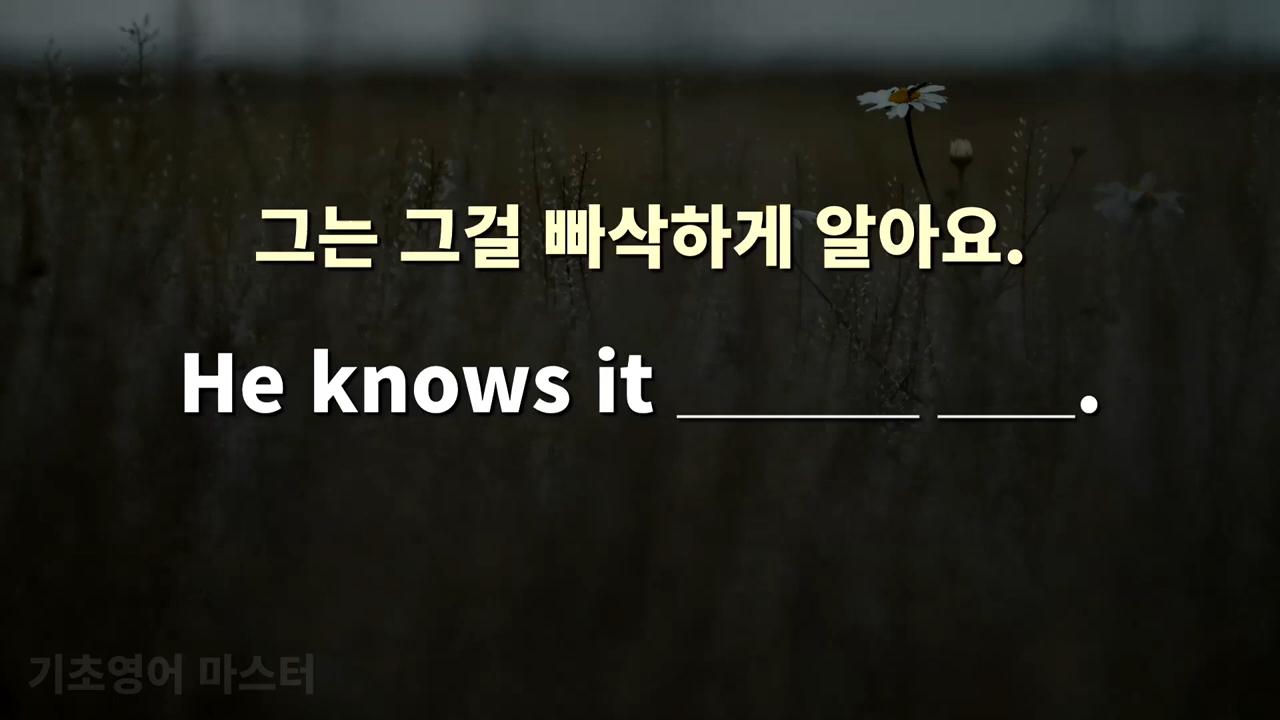 그는 그걸 빠삭하게 알아요.
He knows it _______ ____.
기초영어 마스터